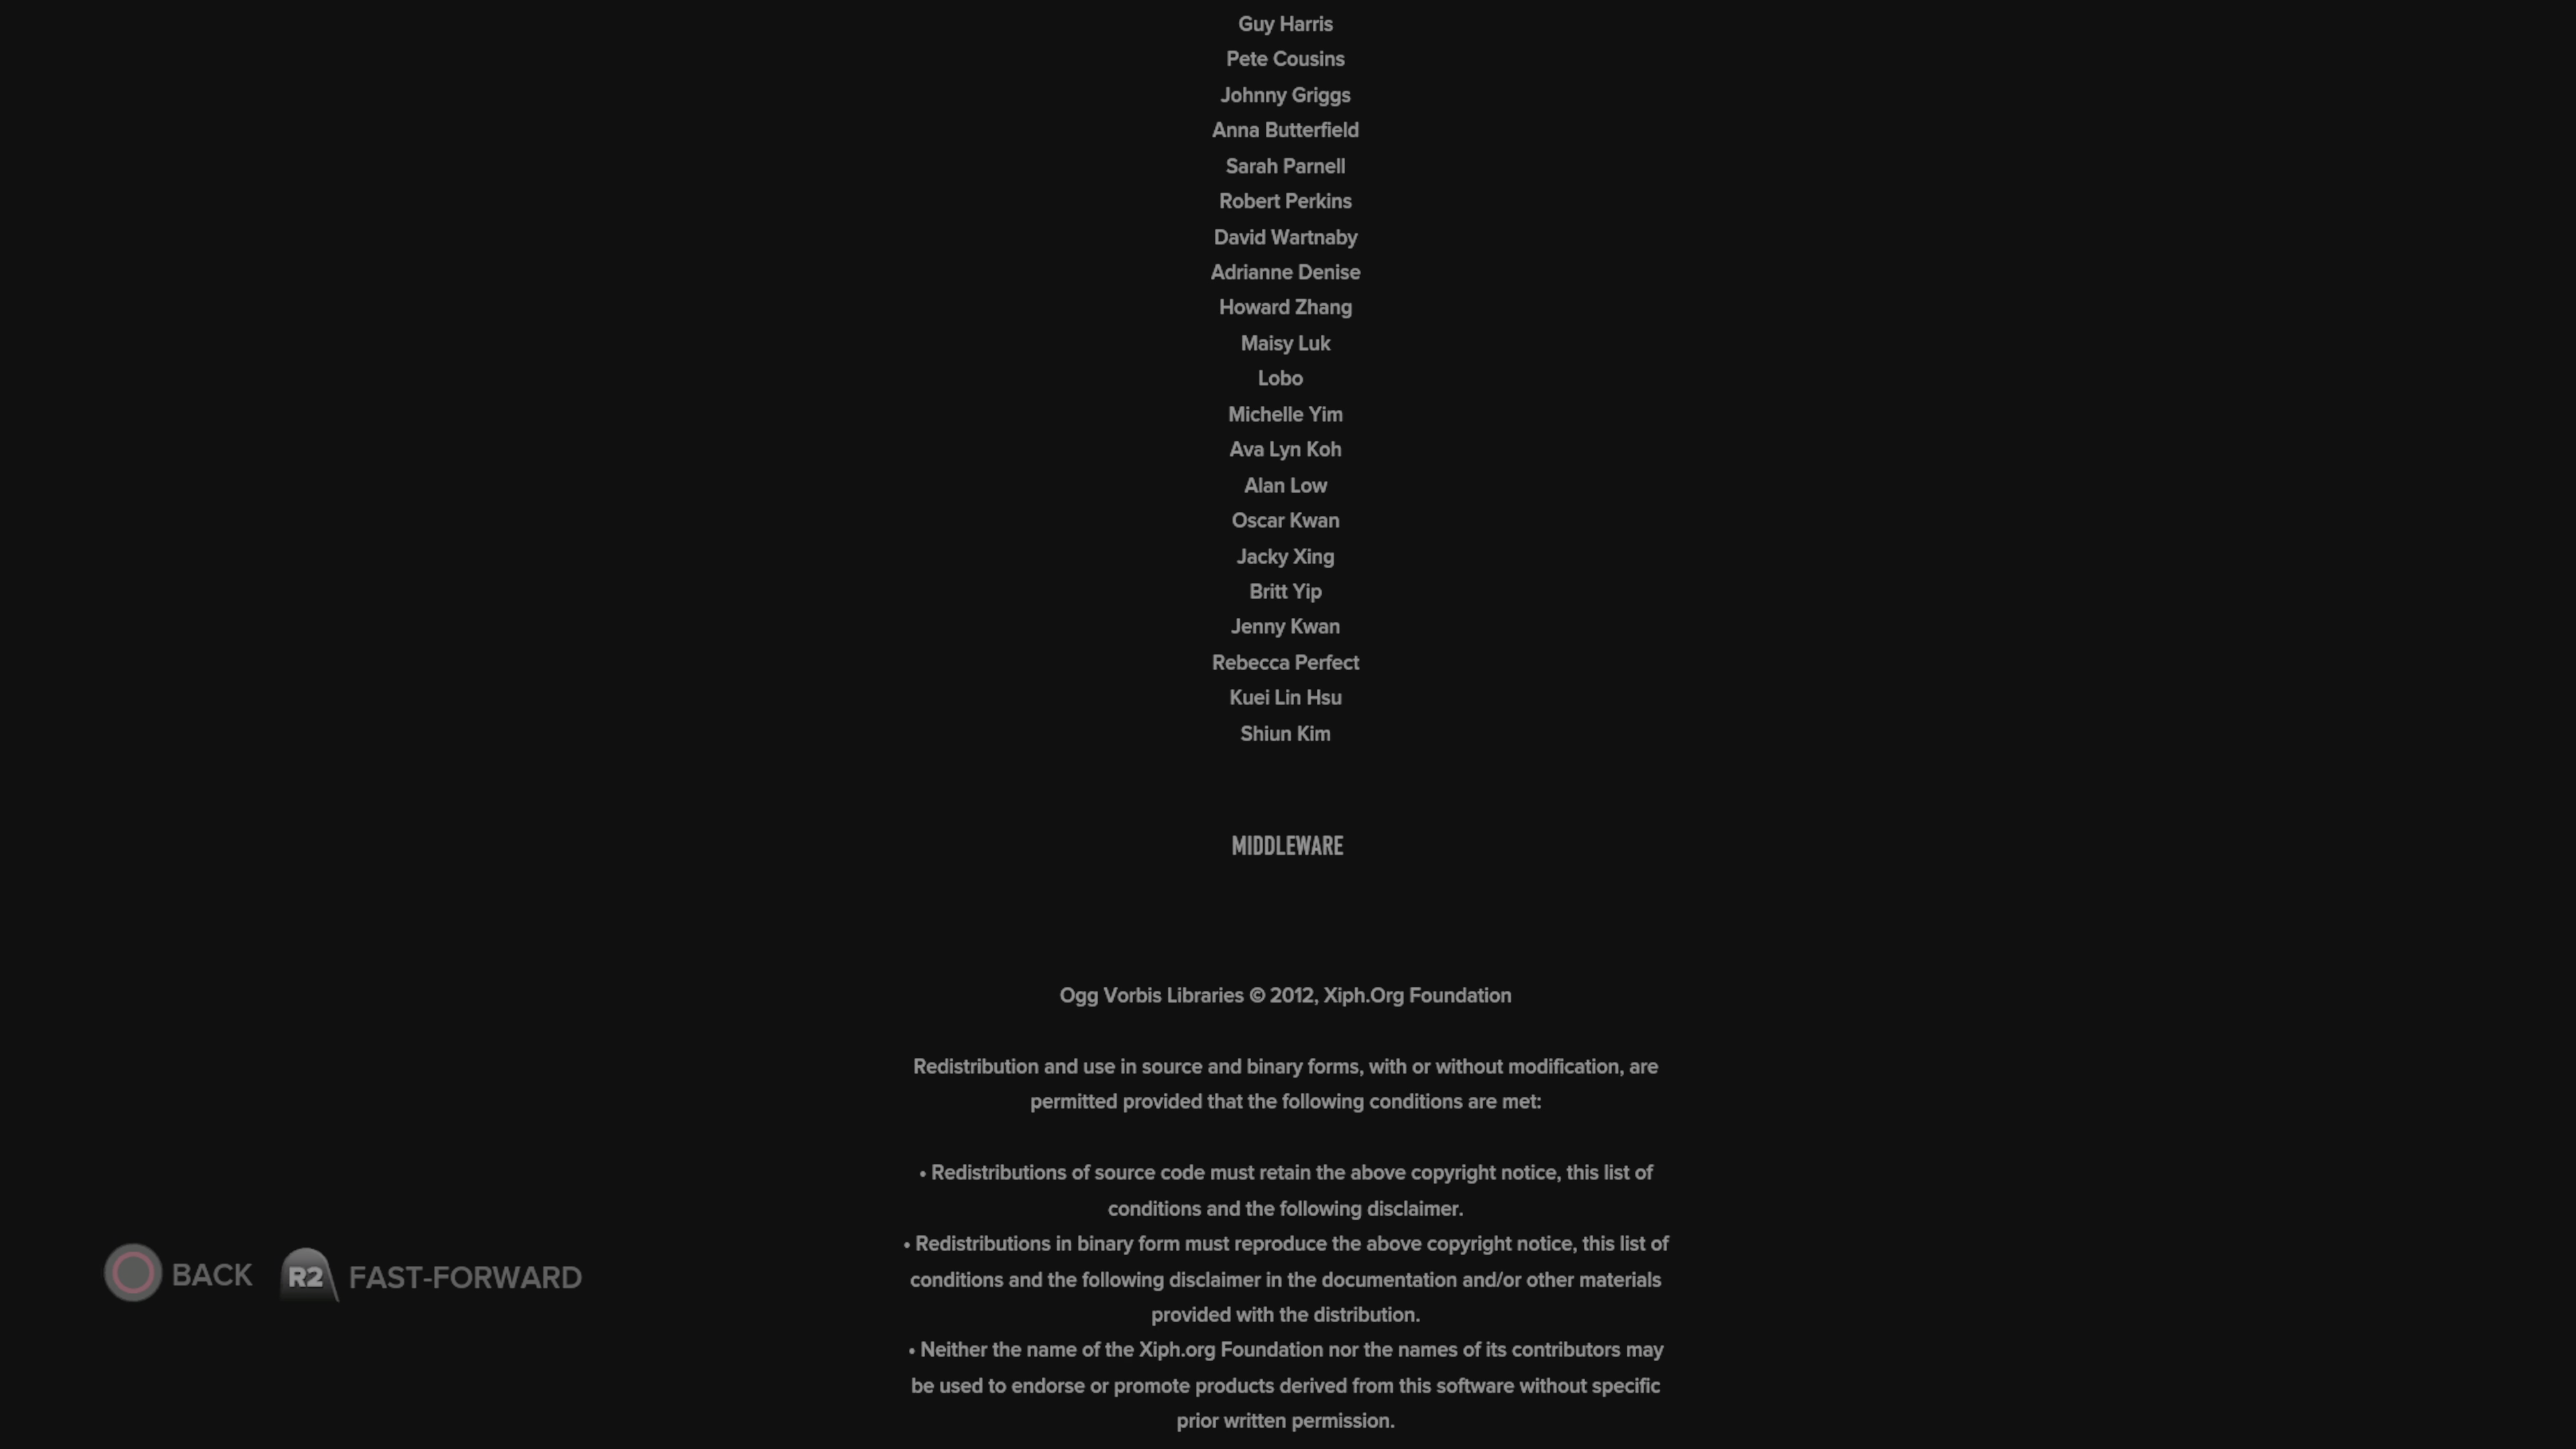 Guy Harris
Pete Cousins
Johnny Griggs
Anna Butterfield
Sarah Parnell
Robert Perkins
David Wartnaby
Adrianne Denise
Howard Zhang
Maisy Luk
Lobo
Michelle Yim
Ava Lyn Koh
Alan Low
Oscar Kwan
Jacky Xing
Britt Yip
Jenny Kwan
Rebecca Perfect
Kuei Lin Hsu
Shiun Kim
MIDDLEWARE
Ogg Vorbis Libraries © 2012, Xiph.Org Foundation
Redistribution and use in source and binary forms, with or without modification, are
permitted provided that the following conditions are met:
• Redistributions of source code must retain the above copyright notice, this list of
conditions and the following disclaimer.
• Redistributions in binary form must reproduce the above copyright notice, this list of
conditions and the following disclaimer in the documentation and/or other materials
provided with the distribution.
• Neither the name of the Xiph.org Foundation nor the names of its contributors may
be used to endorse or promote products derived from this software without specific
prior written permission.
BACK R2 FAST-FORWARD